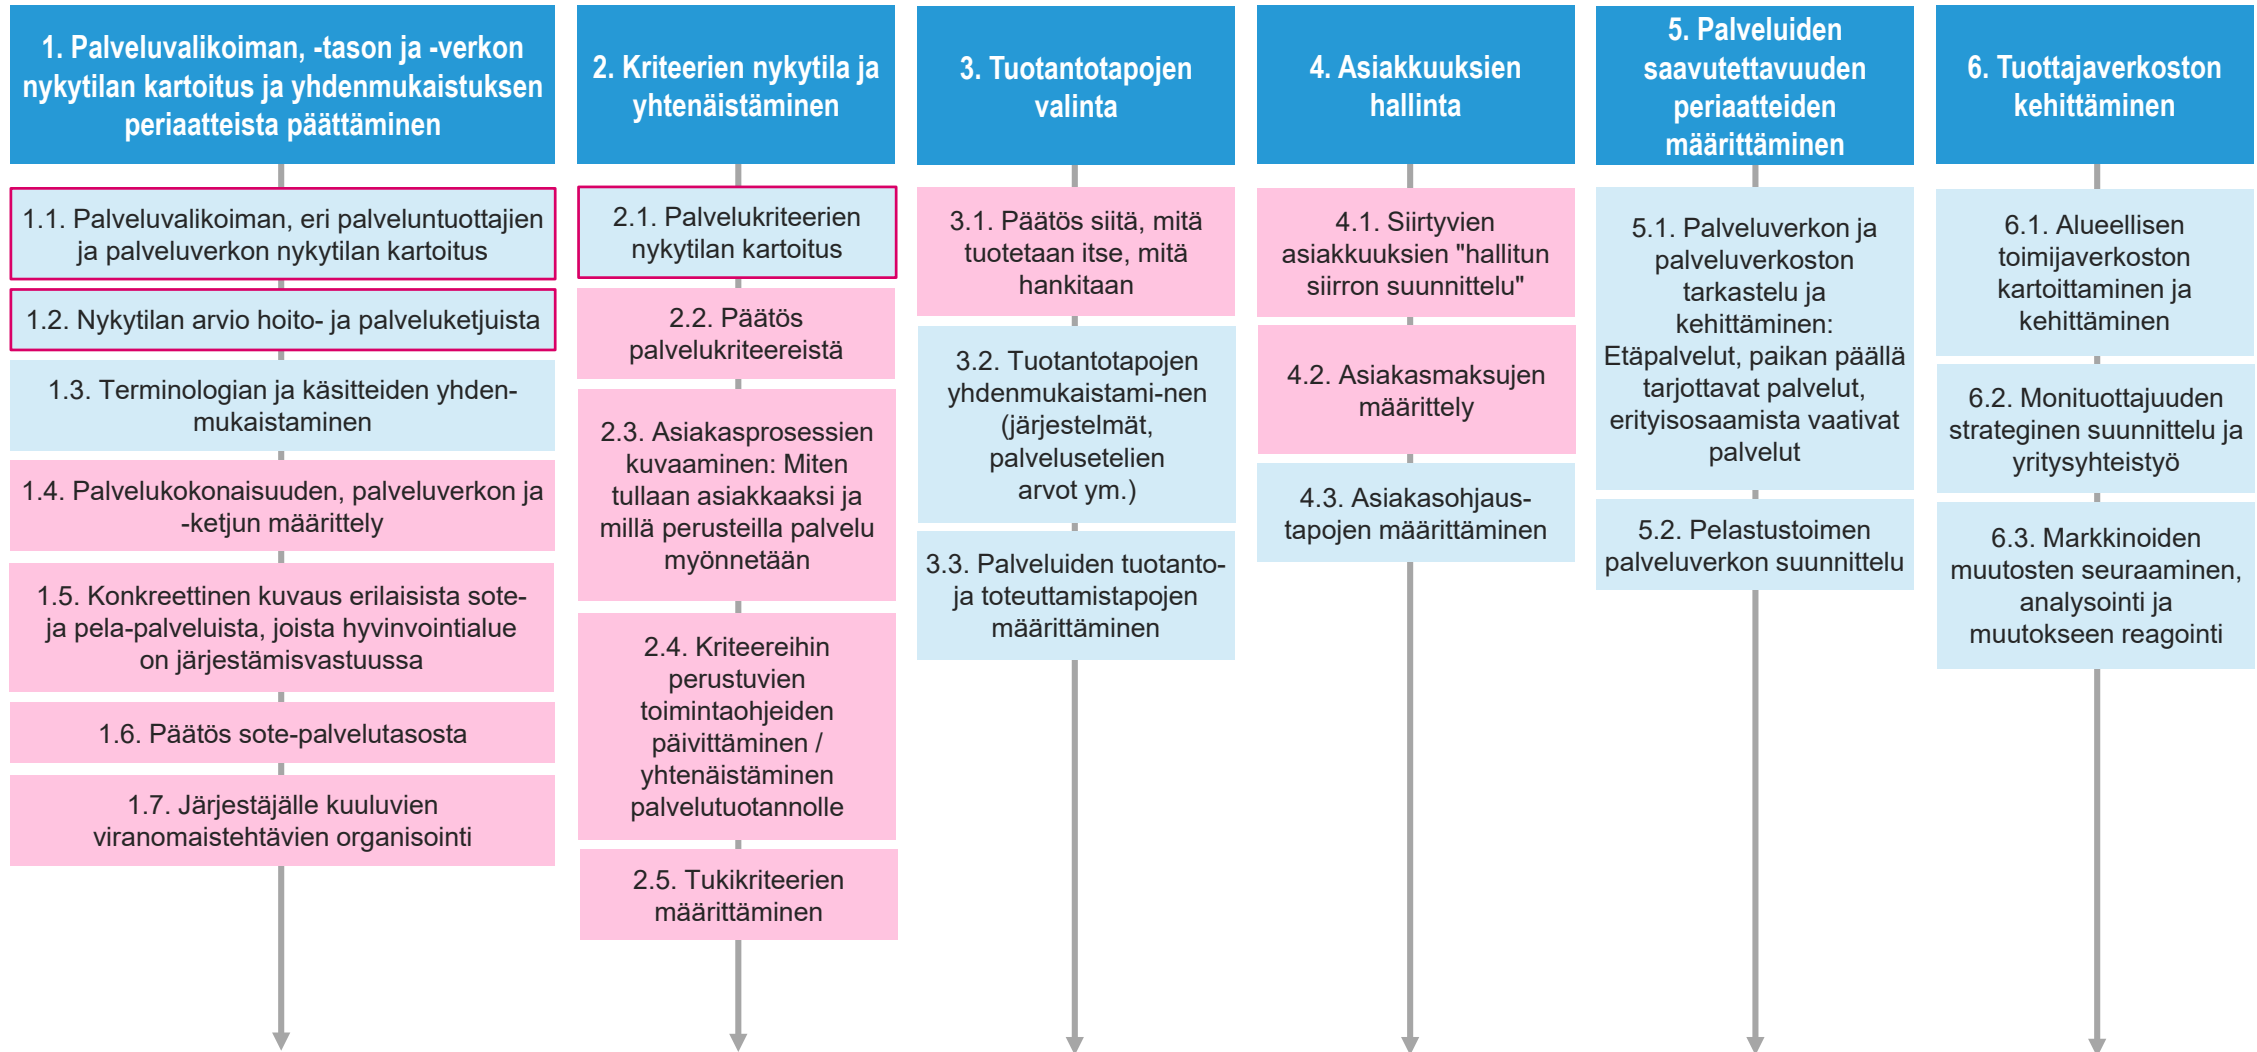 1. Palveluvalikoiman, -tason ja -verkon
nykytilan kartoitus ja yhdenmukaistuksen
periaatteista päättäminen
1.1. Palveluvalikoiman, eri palveluntuottajien
ja palveluverkon nykytilan kartoitus
1.2. Nykytilan arvio hoito- ja palveluketjuista
1.3. Terminologian ja käsitteiden yhden-
mukaistaminen
1.4. Palvelukokonaisuuden, palveluverkon ja
-ketjun määrittely
1.5. Konkreettinen kuvaus erilaisista sote-
ja pela-palveluista, joista hyvinvointialue
on järjestämisvastuussa
1.6. Päätös sote-palvelutasosta
1.7. Järjestäjälle kuuluvien
viranomaistehtävien organisointi
2. Kriteerien nykytila ja
yhtenäistäminen
2.1. Palvelukriteerien
nykytilan kartoitus
2.2. Päätös
palvelukriteereistä
2.3. Asiakasprosessien
kuvaaminen: Miten
tullaan asiakkaaksi ja
millä perusteilla palvelu
myönnetään
2.4. Kriteereihin
perustuvien
toimintaohjeiden
päivittäminen /
yhtenäistäminen
palvelutuotannolle
2.5. Tukikriteerien
määrittäminen
3. Tuotantotapojen
valinta
3.1. Päätös siitä, mitä
tuotetaan itse, mitä
hankitaan
3.2. Tuotantotapojen
yhdenmukaistami-nen
(järjestelmät,
palvelusetelien
arvot ym.)
3.3. Palveluiden tuotanto-
ja toteuttamistapojen
määrittäminen
4. Asiakkuuksien
hallinta
4.1. Siirtyvien
asiakkuuksien "hallitun
siirron suunnittelu"
4.2. Asiakasmaksujen
määrittely
4.3. Asiakasohjaus-
tapojen määrittäminen
5. Palveluiden
saavutettavuuden
periaatteiden
määrittäminen
5.1. Palveluverkon ja
palveluverkoston
tarkastelu ja
kehittäminen:
Etäpalvelut, paikan päällä
tarjottavat palvelut,
erityisosaamista vaativat
palvelut
5.2. Pelastustoimen
palveluverkon suunnittelu
6. Tuottajaverkoston
kehittäminen
6.1. Alueellisen
toimijaverkoston
kartoittaminen ja
kehittäminen
6.2. Monituottajuuden
strateginen suunnittelu ja
yritysyhteistyö
6.3. Markkinoiden
muutosten seuraaminen,
analysointi ja
muutokseen reagointi